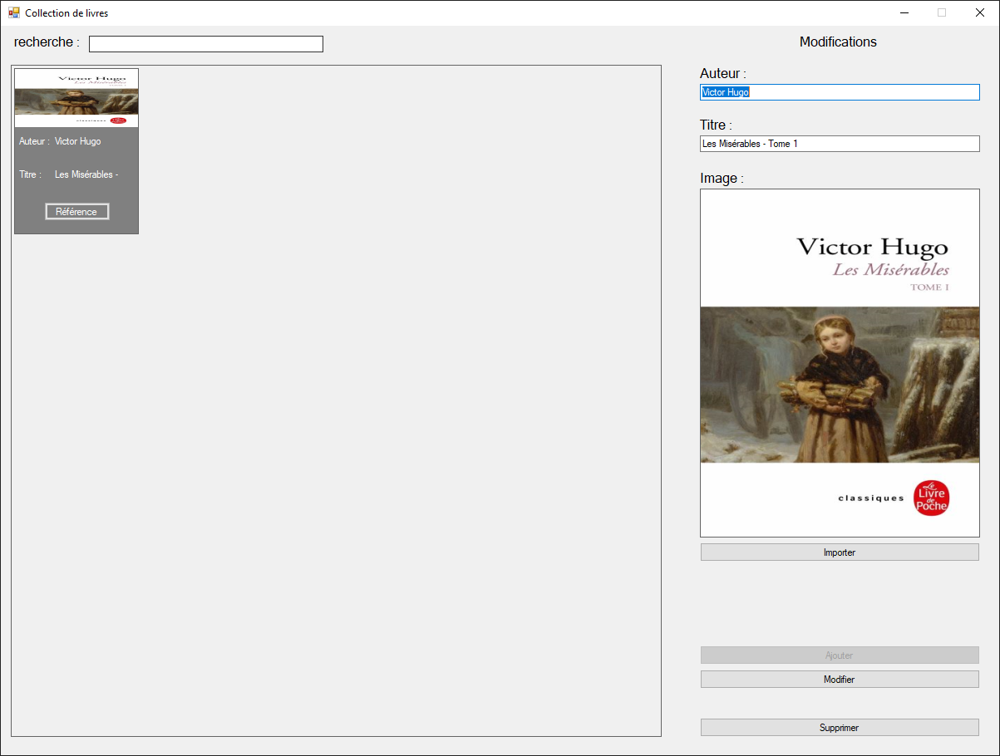 Collection de livres
recherche :
Modifications
Victor Hugo
Les Misérables
Auteur : Victor Hugo
Titre : Les Misérables -
Référence
Auteur :
Victor Hugo
Titre :
Les Misérables - Tome 1
Image :
Victor Hugo
Les Misérables
TOME I
classiques
Le
Livre
de
Poche
Importer
Ajouter
Modifier
Supprimer